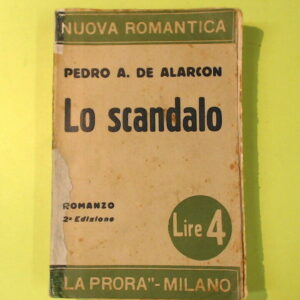 NUOVA ROMANTICA
PEDRO A. DE ALARCON
Lo scandalo
ROMANZO
2ª Edizione
Lire 4
"LA PRORA"-MILANO